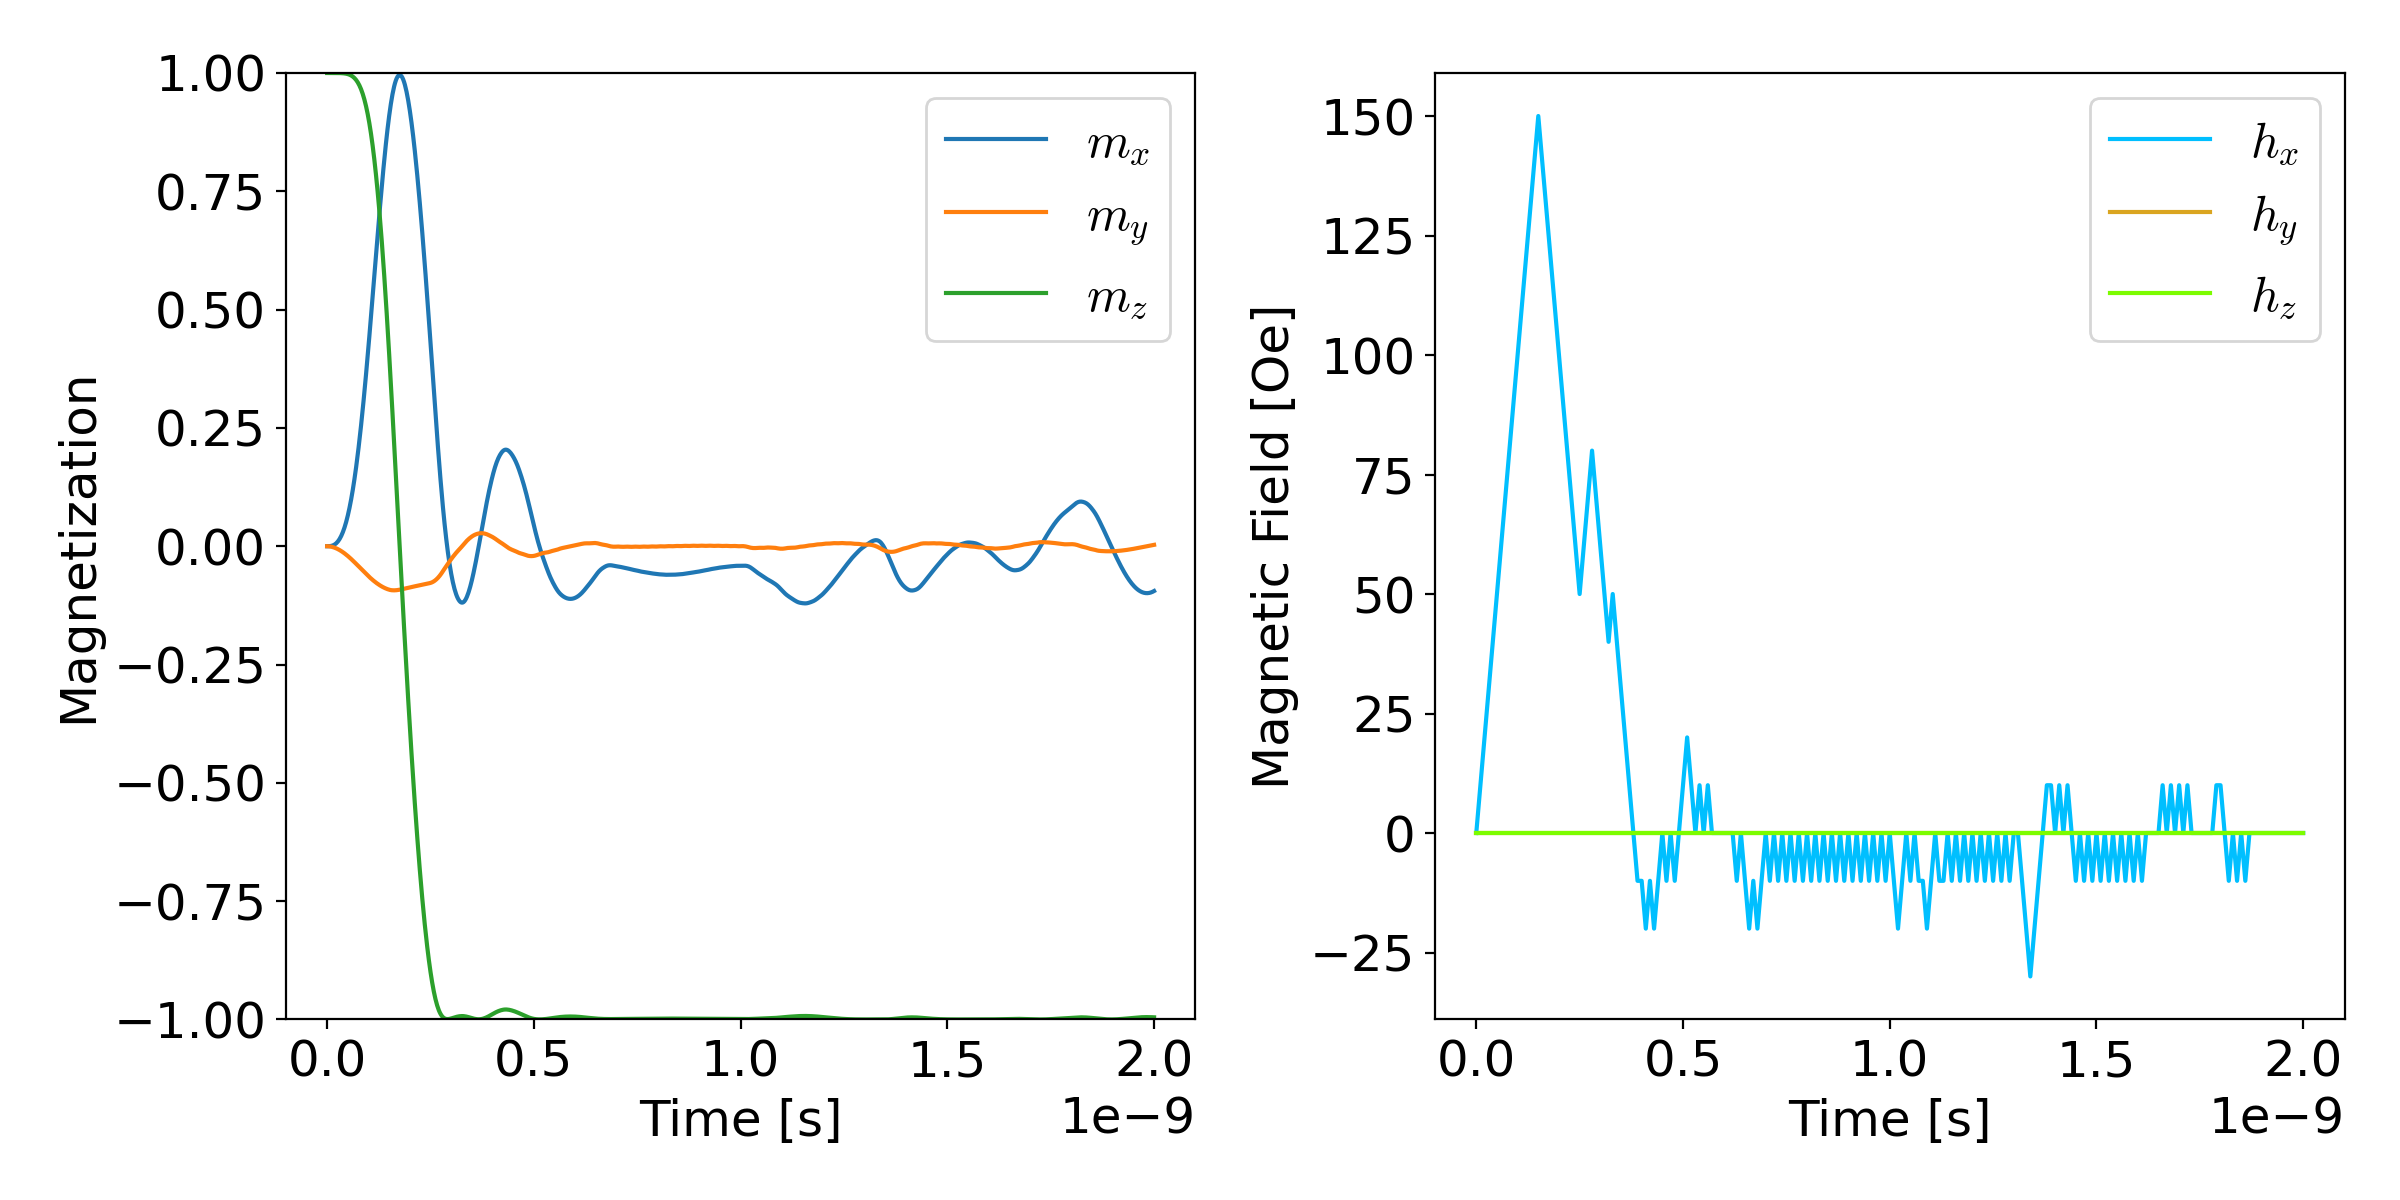 Magnetization
1.00
0.75
0.50
0.25
0.00
−0.25
−0.50
−0.75
−1.00
0.0 0.5 1.0 1.5 2.0
Time [s]
1e−9
m_x
m_y
m_z
Magnetic Field [Oe]
150
125
100
75
50
25
0
−25
0.0 0.5 1.0 1.5 2.0
Time [s]
1e−9
h_x
h_y
h_z